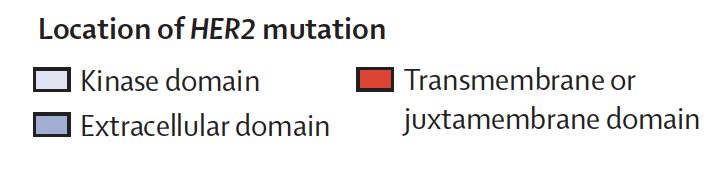 Location of HER2 mutation
Kinase domain
Extracellular domain
Transmembrane or
juxtamembrane domain